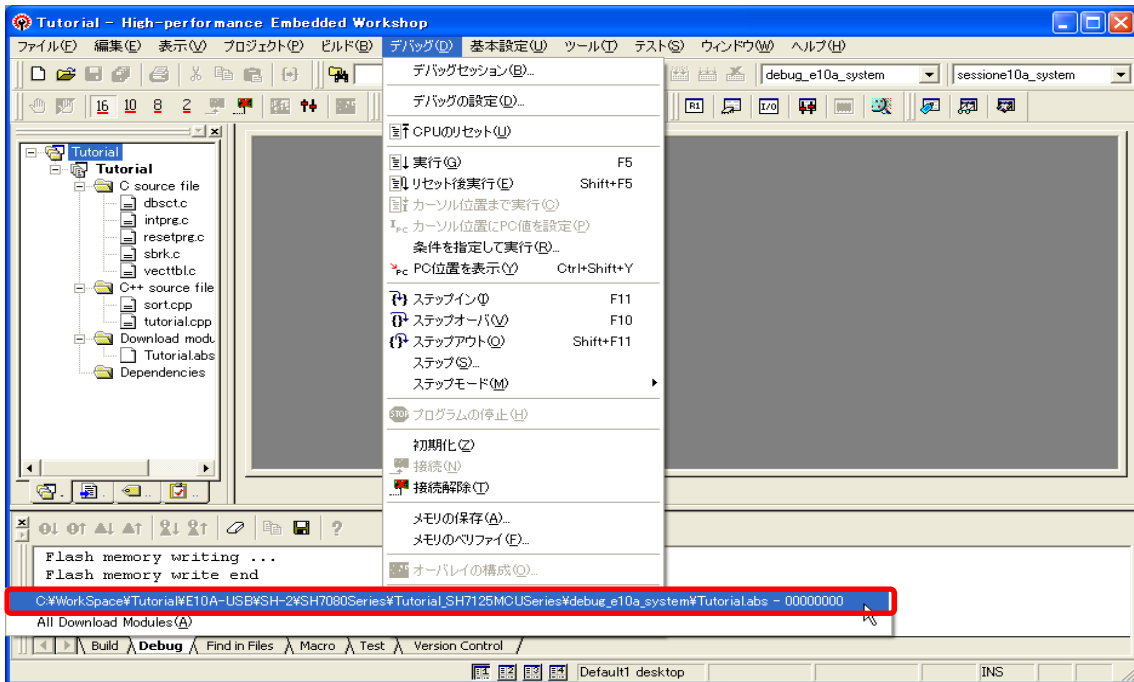 Tutorial - High-performance Embedded Workshop
ファイル(F) 編集(E) 表示(V) プロジェクト(P) ビルド(B) デバッグ(D) 基本設定(U) ツール(T) テスト(S) ウィンドウ(W) ヘルプ(H)
debug_e10a_system sessione10a_system
16 10 8 2 R1 I/O
デバッグセッション(B)...
デバッグの設定(D)...
CPUのリセット(U)
実行(G) F5
リセット後実行(E) Shift+F5
カーソル位置まで実行(C)
カーソル位置にPC値を設定(P)
条件を指定して実行(R)...
PC位置を表示(Y) Ctrl+Shift+Y
ステップイン(I) F11
ステップオーバ(V) F10
ステップアウト(O) Shift+F11
ステップ(S)...
ステップモード(M)
STOP プログラムの停止(H)
初期化(Z)
接続(N)
接続解除(T)
メモリの保存(A)...
メモリのベリファイ(F)...
オーバレイの構成(O)...
Tutorial
Tutorial
C source file
dbsct.c
intprg.c
resetprg.c
sbrk.c
vecttbl.c
C++ source file
sort.cpp
tutorial.cpp
Download modu
Tutorial.abs
Dependencies
Flash memory writing ...
Flash memory write end
C:¥WorkSpace¥Tutorial¥E10A-USB¥SH-2¥SH7080Series¥Tutorial_SH7125MCUSeries¥debug_e10a_system¥Tutorial.abs - 00000000
All Download Modules(A)
Build Debug Find in Files Macro Test Version Control
Default1 desktop INS